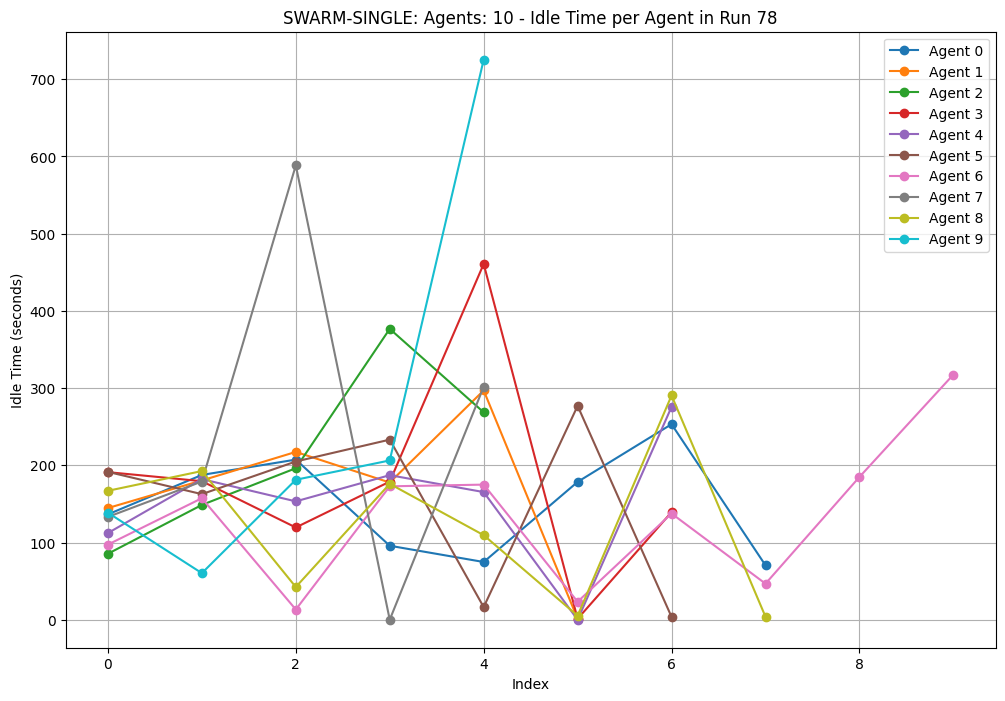 SWARM-SINGLE: Agents: 10 - Idle Time per Agent in Run 78
Idle Time (seconds)
700
600
500
400
300
200
100
0
0 2 4 6 8
Index
Agent 0
Agent 1
Agent 2
Agent 3
Agent 4
Agent 5
Agent 6
Agent 7
Agent 8
Agent 9